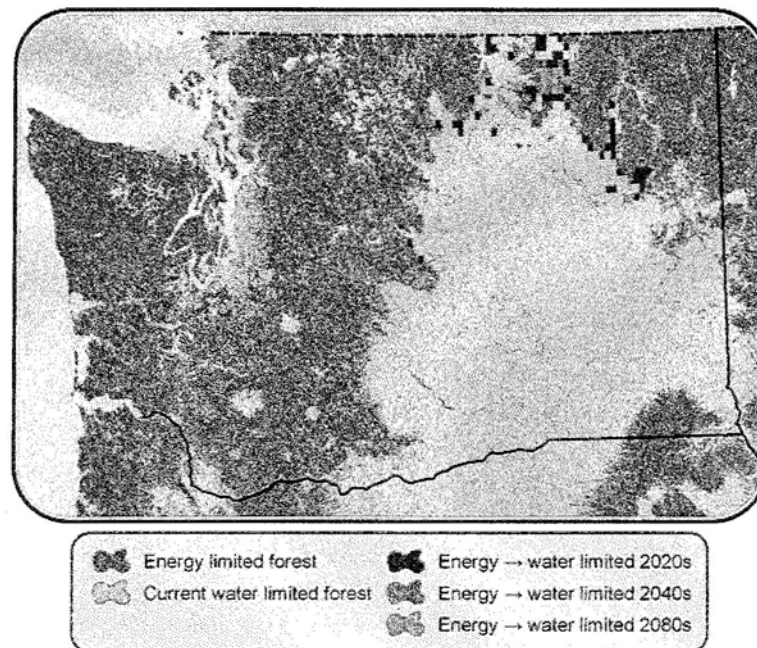 Energy limited forest
Current water limited forest
Energy → water limited 2020s
Energy → water limited 2040s
Energy → water limited 2080s